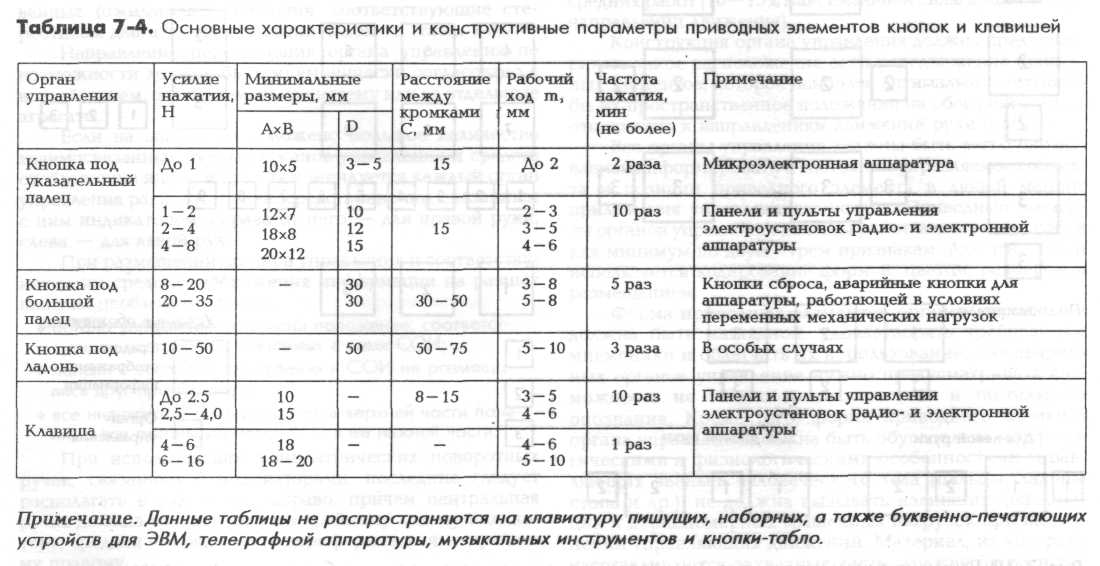 Таблица 7-4. Основные характеристики и конструктивные параметры приводных элементов кнопок и клавишей
Органы управления | Усилие нажатия, Н | Минимальные размеры, мм | Расстояние между кромками С, мм | Рабочий ход m, мм | Частота нажатия, мин (не более) | Примечание
A×B | D
Кнопка под указательный палец | До 1 | 10×5 | 3–5 | 15 | До 2 | 2 раза | Микроэлектронная аппаратура
1–2 | 12×7 | 10 | | 2–3 | 10 раз | Панели и пульты управления
2–4 | 18×8 | 12 | 15 | 3–5 | | электроустановок радио- и электронной
4–8 | 20×12 | 15 | | 4–6 | | аппаратуры
Кнопка под | 8–20 | – | 30 | | 3–8 | 5 раз | Кнопки сброса, аварийные кнопки для
большой | 20–35 | | 30 | 30–50 | 5–8 | | аппаратуры, работающей в условиях
палец | | | | | | | переменных механических нагрузок
Кнопка под ладонь | 10–50 | – | 50 | 50–75 | 5–10 | 3 раза | В особых случаях
Клавиша | До 2.5 | 10 | – | 8–15 | 3–5 | 10 раз | Панели и пульты управления
2,5–4,0 | 15 | | | 4–6 | | электроустановок радио- и электронной
аппаратуры
4–6 | 18 | – | – | 4–6 | 1 раз
6–16 | 18–20 | | | 5–10
Примечание. Данные таблицы не распространяются на клавиатуру пишущих, наборных, а также буквенно-печатающих
устройств для ЭВМ, телеграфной аппаратуры, музыкальных инструментов и кнопки-табло.